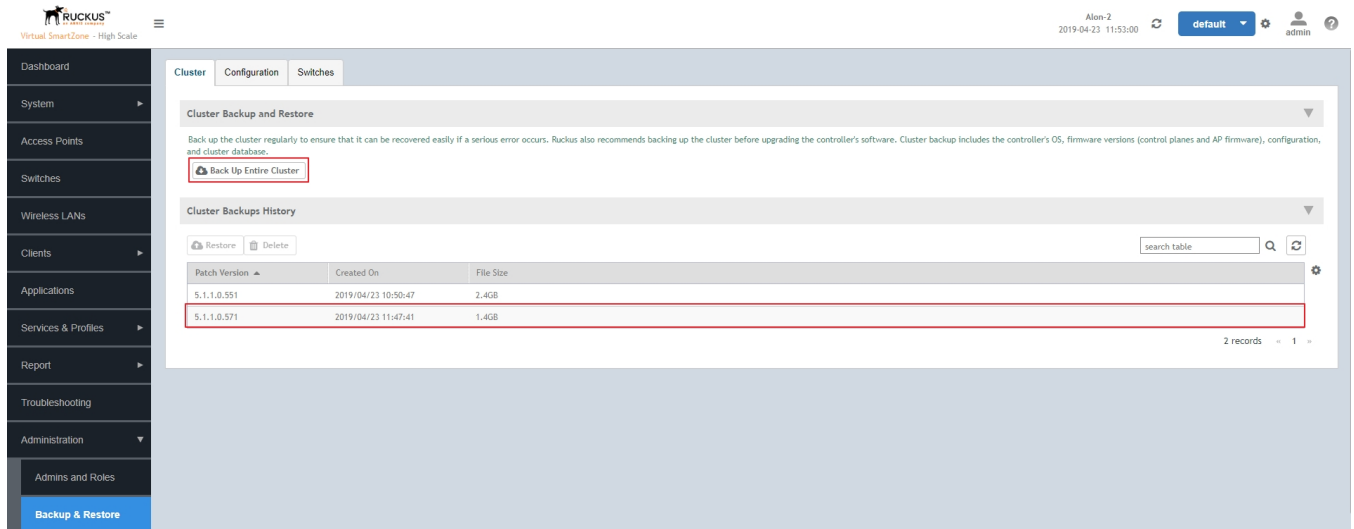 RUCKUS™
an ARRIS company
Virtual SmartZone - High Scale
Alon-2
2019-04-23 11:53:00
default
admin
Dashboard
System
Access Points
Switches
Wireless LANs
Clients
Applications
Services & Profiles
Report
Troubleshooting
Administration
Admins and Roles
Backup & Restore
Cluster
Configuration
Switches
Cluster Backup and Restore
Back up the cluster regularly to ensure that it can be recovered easily if a serious error occurs. Ruckus also recommends backing up the cluster before upgrading the controller's software. Cluster backup includes the controller's OS, firmware versions (control planes and AP firmware), configuration,
and cluster database.
Back Up Entire Cluster
Cluster Backups History
Restore
Delete
search table
Patch Version Created On File Size
5.1.1.0.551 2019/04/23 10:50:47 2.4GB
5.1.1.0.571 2019/04/23 11:47:41 1.4GB
2 records « 1 »